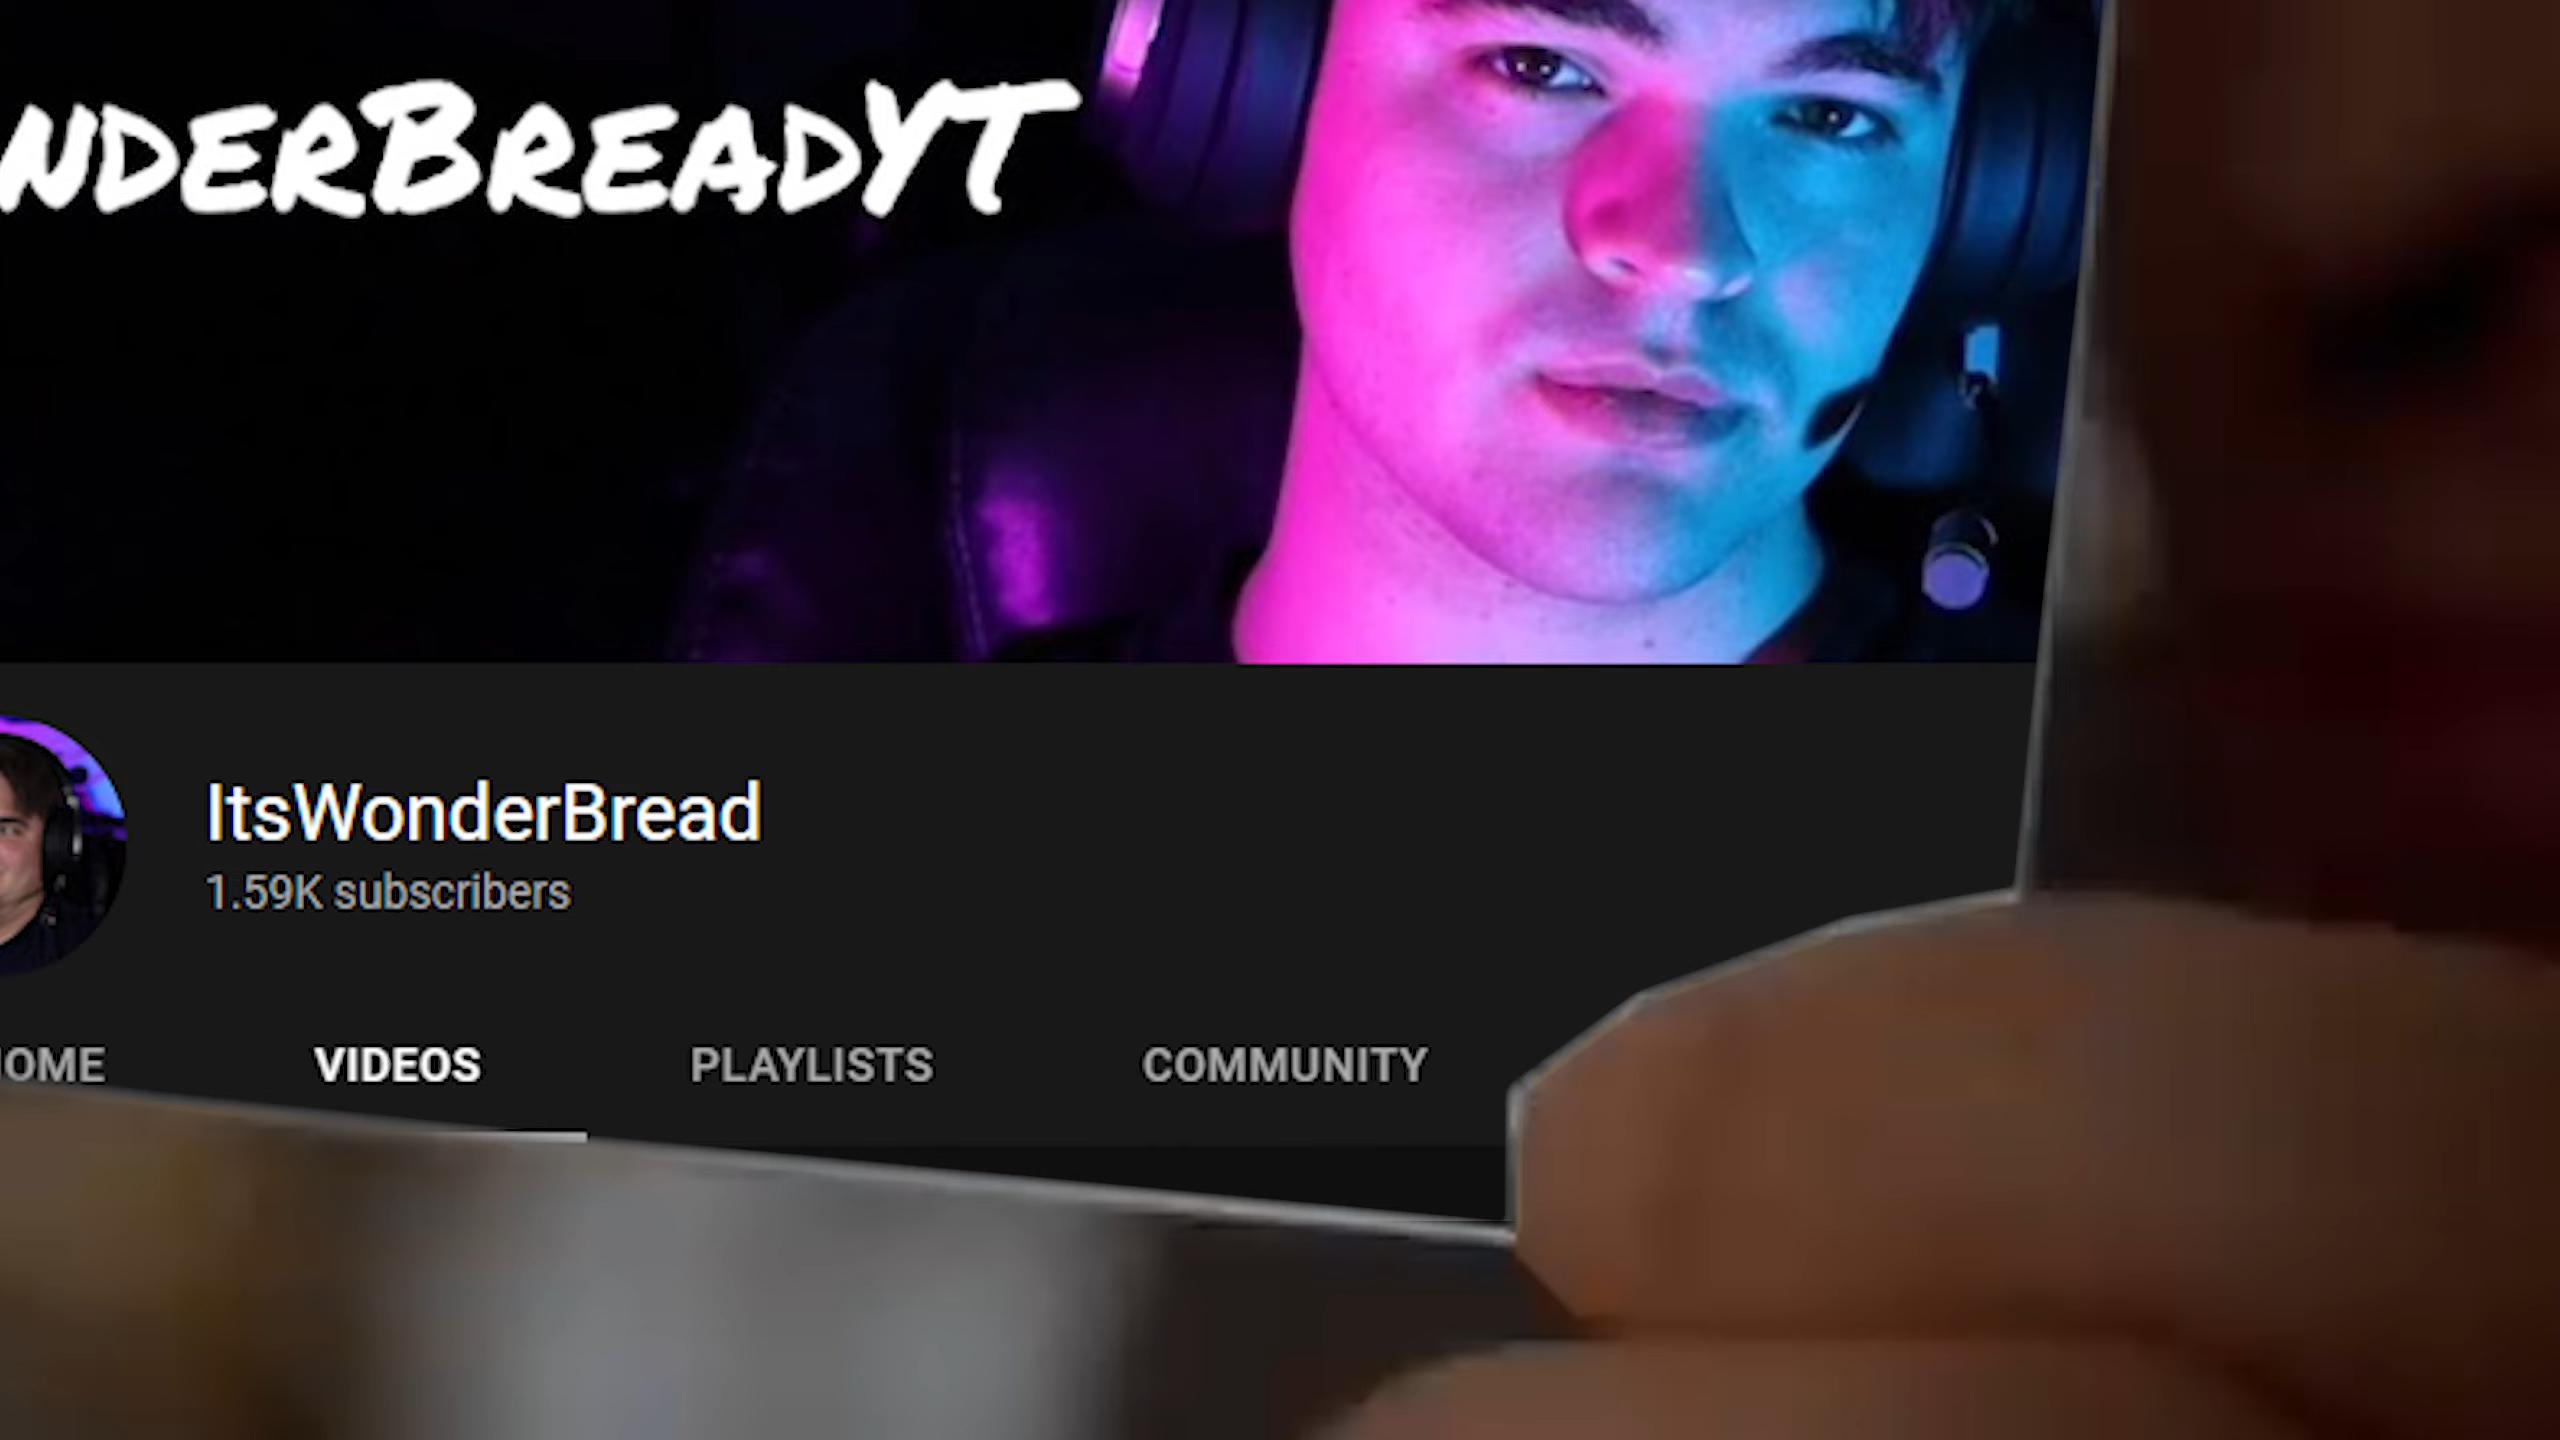 NDERBREADYT
ItsWonderBread
1.59K subscribers
OME
VIDEOS
PLAYLISTS
COMMUNITY